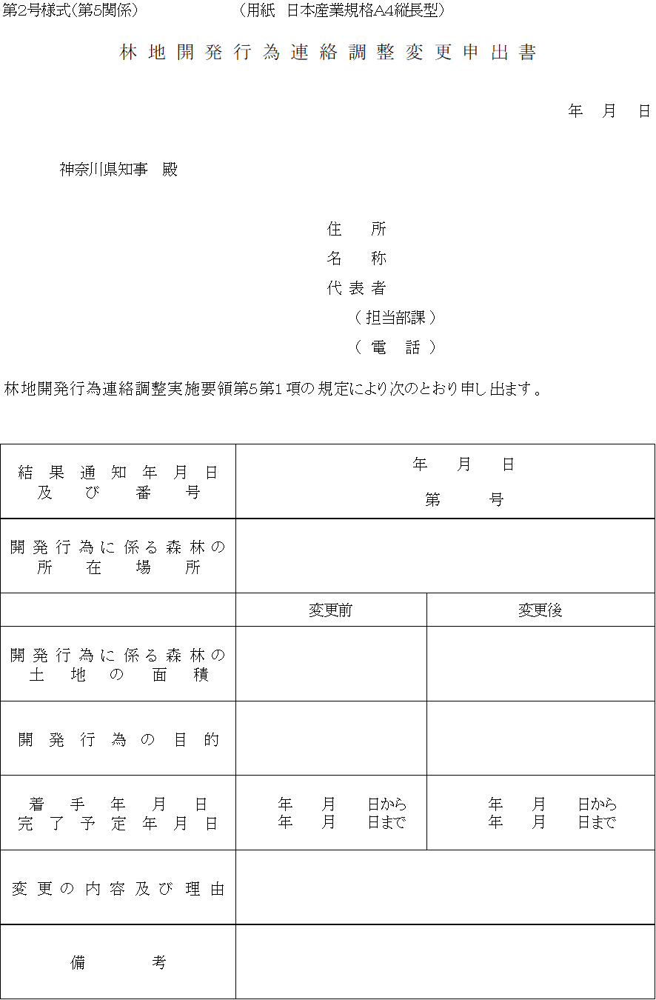 第2号様式(第5関係)　（用紙　日本産業規格A4縦長型）
林地開発行為連絡調整変更申出書
年　月　日
神奈川県知事　殿
住　所
名　称
代表者
（担当部課）
（電　話）
林地開発行為連絡調整実施要領第5第1項の規定により次のとおり申し出ます。
結果通知年月日
及び番号
年　月　日
第　号
開発行為に係る森林の
所在場所
変更前　変更後
開発行為に係る森林の
土地の面積
開発行為の目的
着手年月日
完了予定年月日
年　月　日から
年　月　日まで
年　月　日から
年　月　日まで
変更の内容及び理由
備考